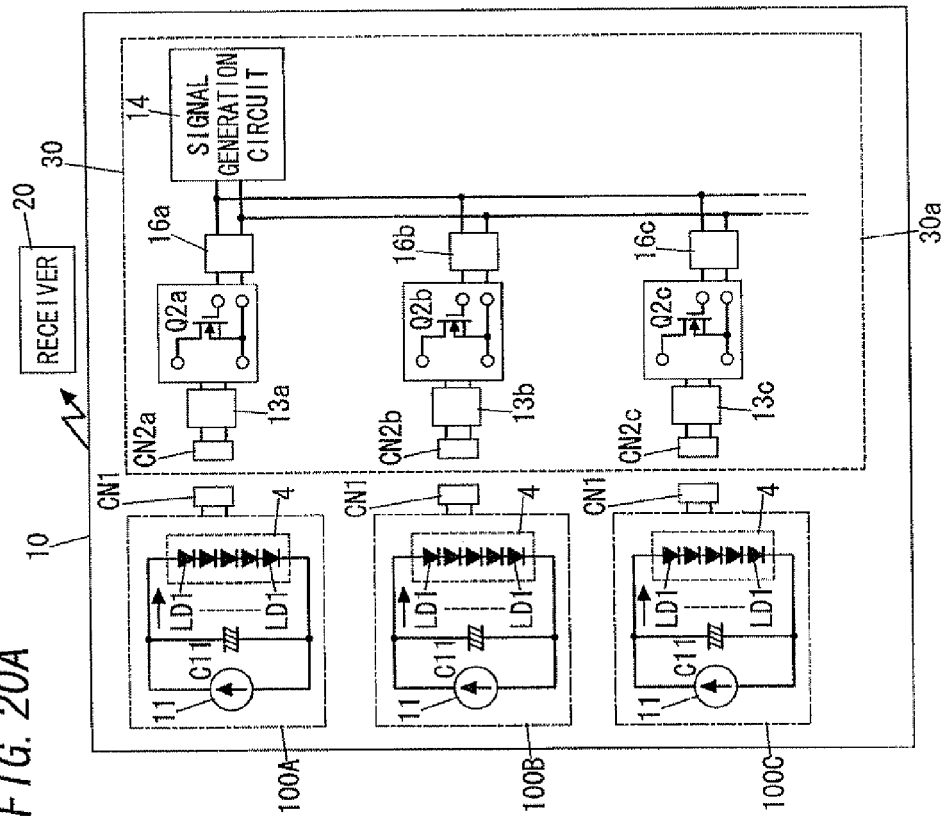 FIG. 20A
10
20
RECEIVER
30
14
SIGNAL
GENERATION
CIRCUIT
100A
11
C11
LD1
LD1
4
CN1
CN2a
13a
Q2a
16a
100B
11
C11
LD1
LD1
4
CN1
CN2b
13b
Q2b
16b
100C
11
C11
LD1
LD1
4
CN1
CN2c
13c
Q2c
16c
30a